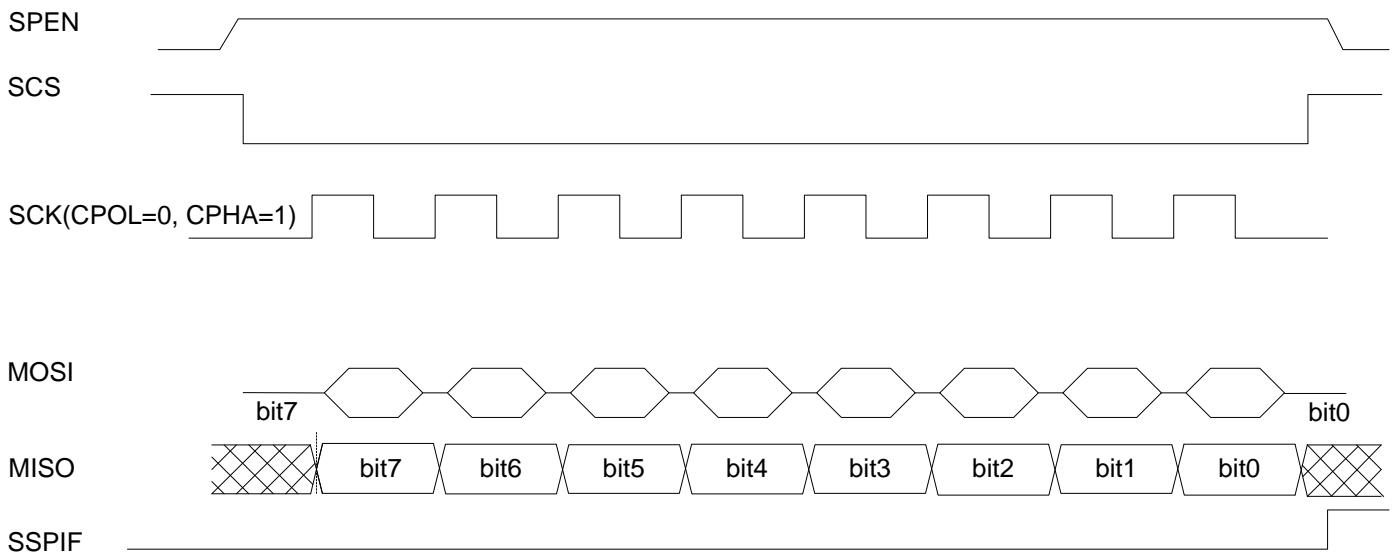 SPEN
SCS
SCK(CPOL=0, CPHA=1)
MOSI
bit7 bit0
MISO bit7 bit6 bit5 bit4 bit3 bit2 bit1 bit0
SSPIF